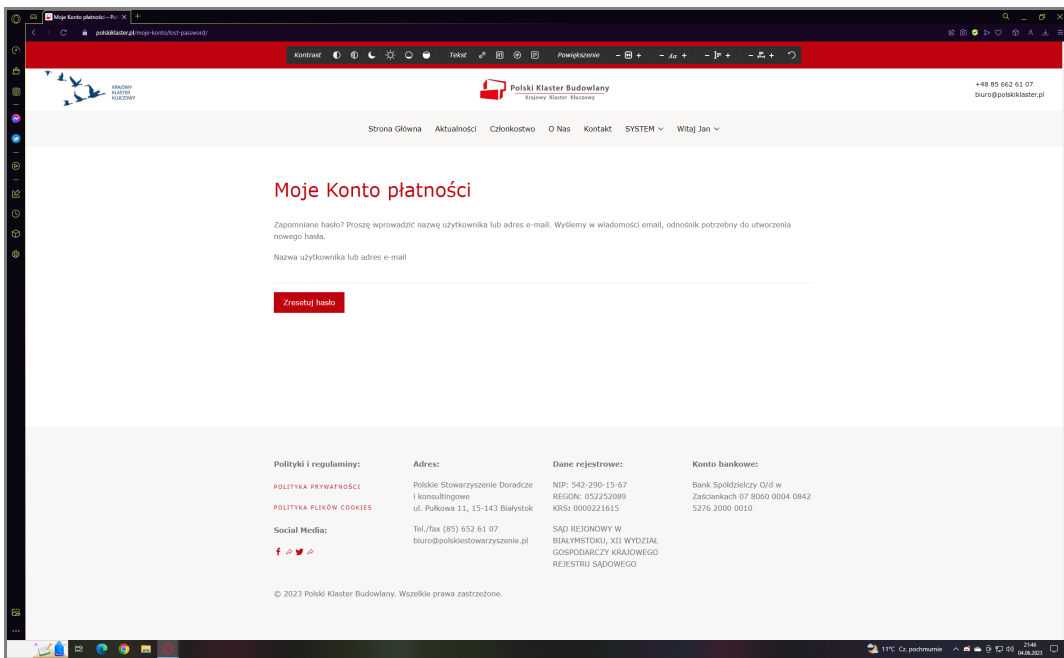 Moje Konto płatności – Po
polskiklaster.pl/moje-konto/lost-password/
Kontrast Tekst Powiększenie
KRAJOWY
KLASTER
KLUCZOWY
Polski Klaster Budowlany
Krajowy Klaster Kluczowy
+48 85 662 61 07
biuro@polskiklaster.pl
Strona Główna Aktualności Członkostwo O Nas Kontakt SYSTEM Witaj Jan
Moje Konto płatności
Zapomniane hasło? Proszę wprowadzić nazwę użytkownika lub adres e-mail. Wyślemy w wiadomości email, odnośnik potrzebny do utworzenia
nowego hasła.
Nazwa użytkownika lub adres e-mail
Zresetuj hasło
Polityki i regulaminy:
POLITYKA PRYWATNOŚCI
POLITYKA PLIKÓW COOKIES
Social Media:
Adres:
Polskie Stowarzyszenie Doradcze
i konsultingowe
ul. Pułkowa 11, 15-143 Białystok
Tel./fax (85) 652 61 07
biuro@polskiestowarzyszenie.pl
Dane rejestrowe:
NIP: 542-290-15-67
REGON: 052252089
KRS: 0000221615
SĄD REJONOWY W
BIAŁYMSTOKU, XII WYDZIAŁ
GOSPODARCZY KRAJOWEGO
REJESTRU SĄDOWEGO
Konto bankowe:
Bank Spółdzielczy O/d w
Zaściankach 07 8060 0004 0842
5276 2000 0010
© 2023 Polski Klaster Budowlany. Wszelkie prawa zastrzeżone.
11°C Cz. pochmurnie
21:46
04.06.2023